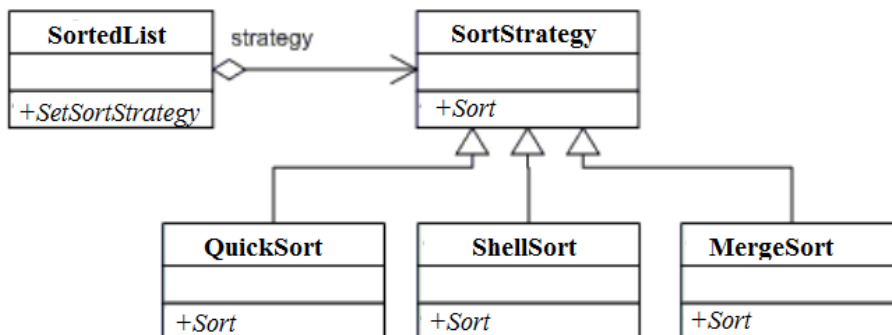 SortedList
strategy
SortStrategy
+SetSortStrategy
+Sort
QuickSort
ShellSort
MergeSort
+Sort
+Sort
+Sort